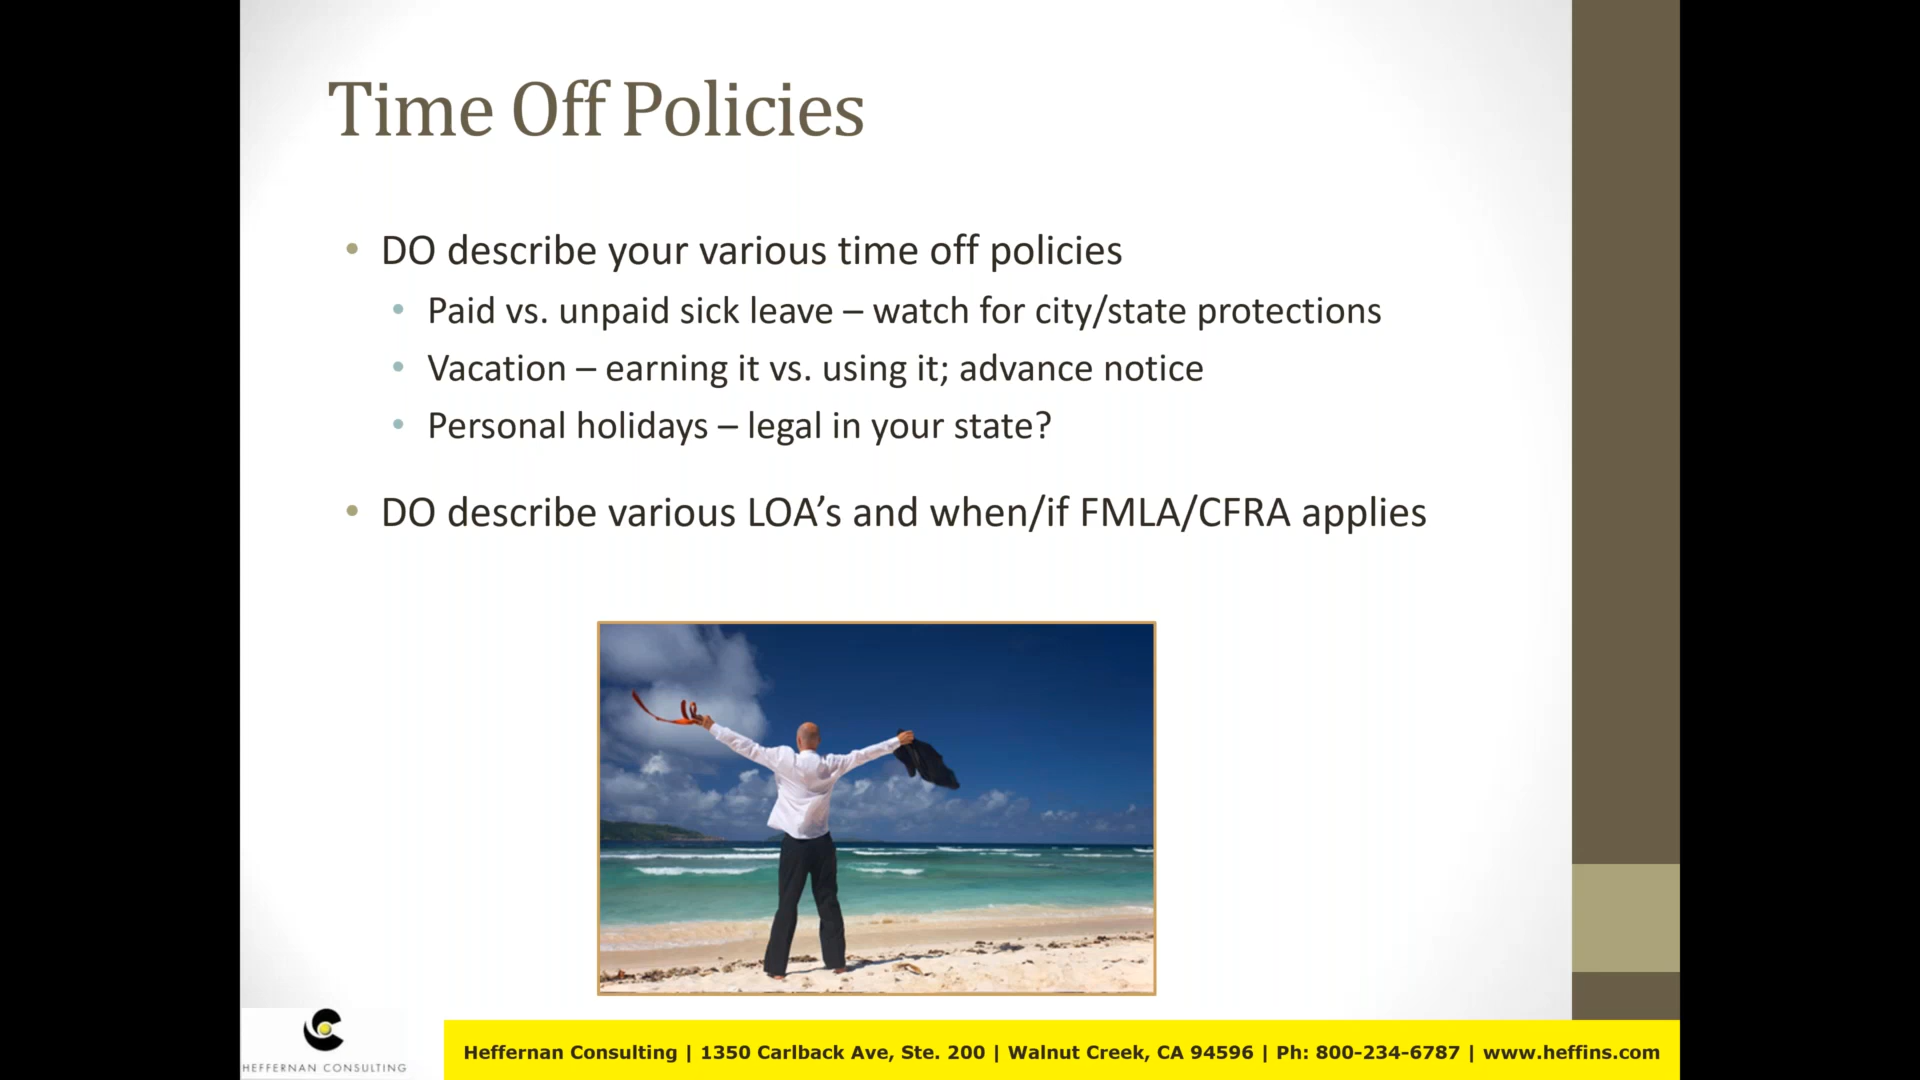 Time Off Policies
• DO describe your various time off policies
• Paid vs. unpaid sick leave – watch for city/state protections
• Vacation – earning it vs. using it; advance notice
• Personal holidays – legal in your state?
• DO describe various LOA’s and when/if FMLA/CFRA applies
HEFFERNAN CONSULTING
Heffernan Consulting | 1350 Carlback Ave, Ste. 200 | Walnut Creek, CA 94596 | Ph: 800-234-6787 | www.heffins.com